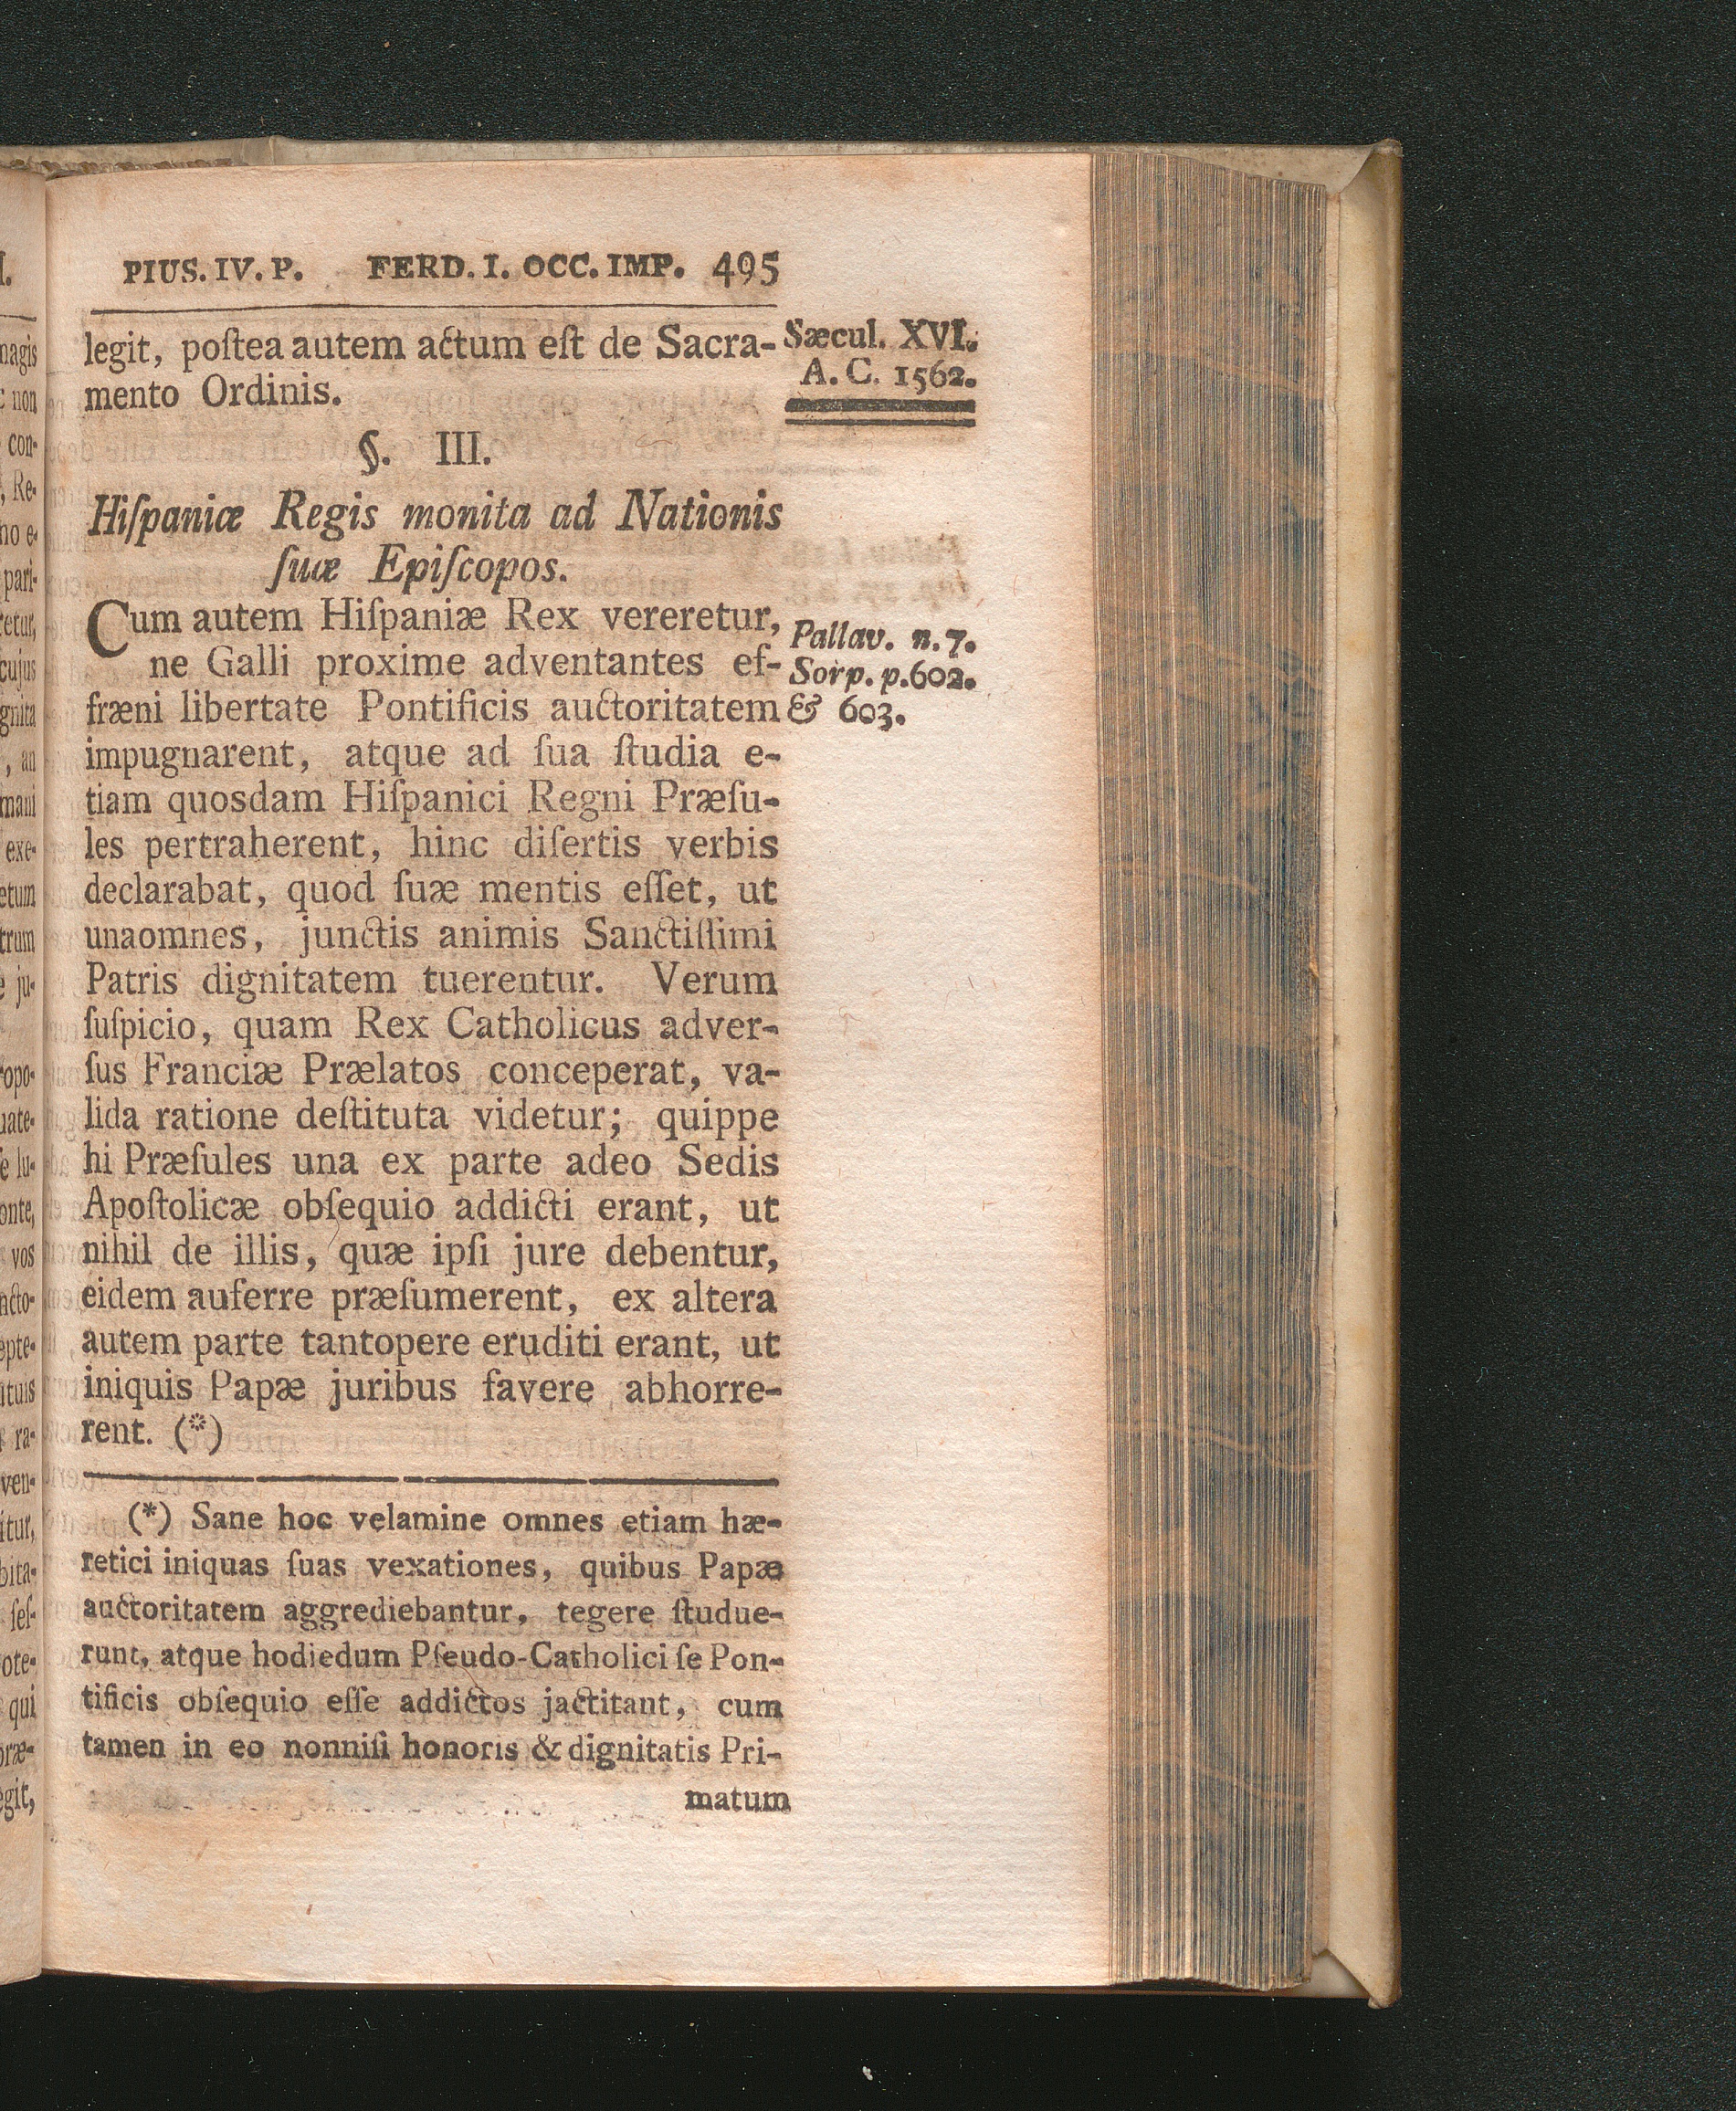 PIUS. IV. P. FERD. I. OCC. IMP. 495
legit, poſtea autem actum eſt de Sacra-
mento Ordinis.
Sæcul. XVI.
A. C. 1562.
§. III.
Hiſpaniæ Regis monita ad Nationis
ſuæ Epiſcopos.
Cum autem Hiſpaniæ Rex vereretur,
ne Galli proxime adventantes ef-
fræni libertate Pontificis auctoritatem
impugnarent, atque ad ſua ſtudia e-
tiam quosdam Hiſpanici Regni Præſu-
les pertraherent, hinc diſertis verbis
declarabat, quod ſuæ mentis eſſet, ut
unaomnes, junctis animis Sanctiſſimi
Patris dignitatem tuerentur. Verum
ſuſpicio, quam Rex Catholicus adver-
ſus Franciæ Prælatos conceperat, va-
lida ratione deſtituta videtur; quippe
hi Præſules una ex parte adeo Sedis
Apoſtolicæ obſequio addicti erant, ut
nihil de illis, quæ ipſi jure debentur,
eidem auferre præſumerent, ex altera
autem parte tantopere eruditi erant, ut
iniquis Papæ juribus favere abhorre-
rent. (*)
Pallav. n. 7.
Sorp. p. 602.
& 603.
(*) Sane hoc velamine omnes etiam hæ-
retici iniquas ſuas vexationes, quibus Papæ
auctoritatem aggrediebantur, tegere ſtudue-
runt, atque hodiedum Pſeudo-Catholici ſe Pon-
tificis obſequio eſſe addictos jactitant, cum
tamen in eo nonniſi honoris & dignitatis Pri-
matum